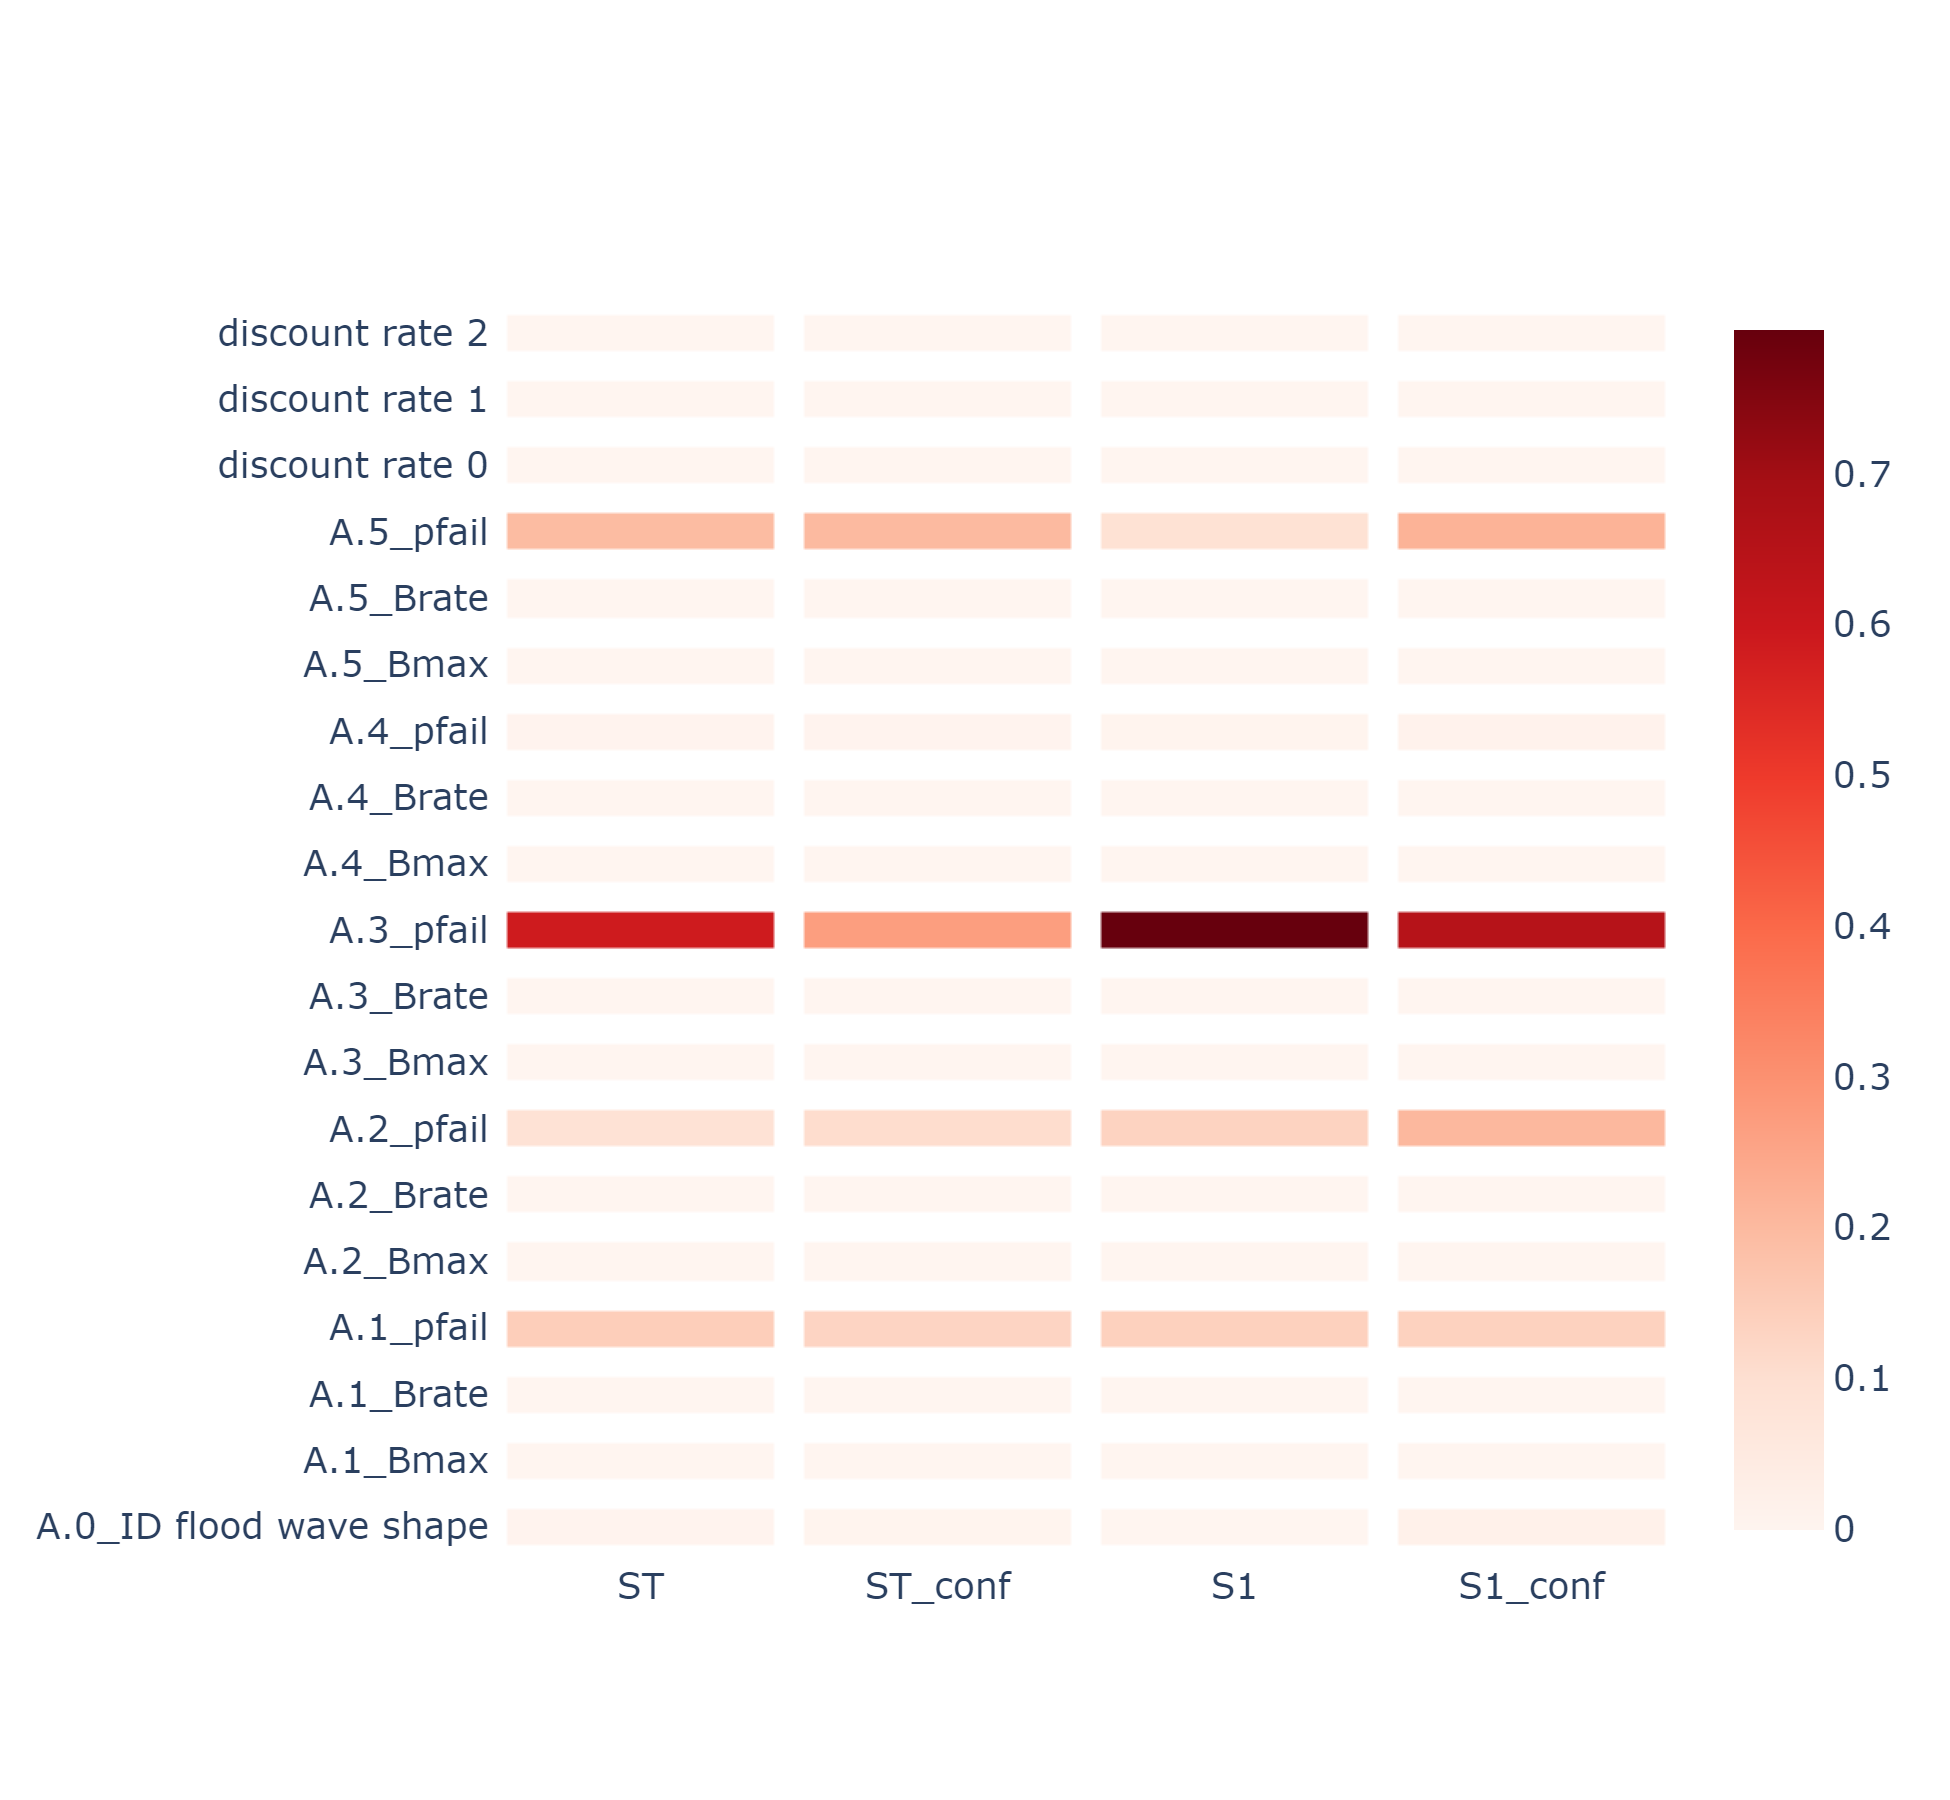 discount rate 2
discount rate 1
discount rate 0
A.5_pfail
A.5_Brate
A.5_Bmax
A.4_pfail
A.4_Brate
A.4_Bmax
A.3_pfail
A.3_Brate
A.3_Bmax
A.2_pfail
A.2_Brate
A.2_Bmax
A.1_pfail
A.1_Brate
A.1_Bmax
A.0_ID flood wave shape
ST ST_conf S1 S1_conf
0.7
0.6
0.5
0.4
0.3
0.2
0.1
0